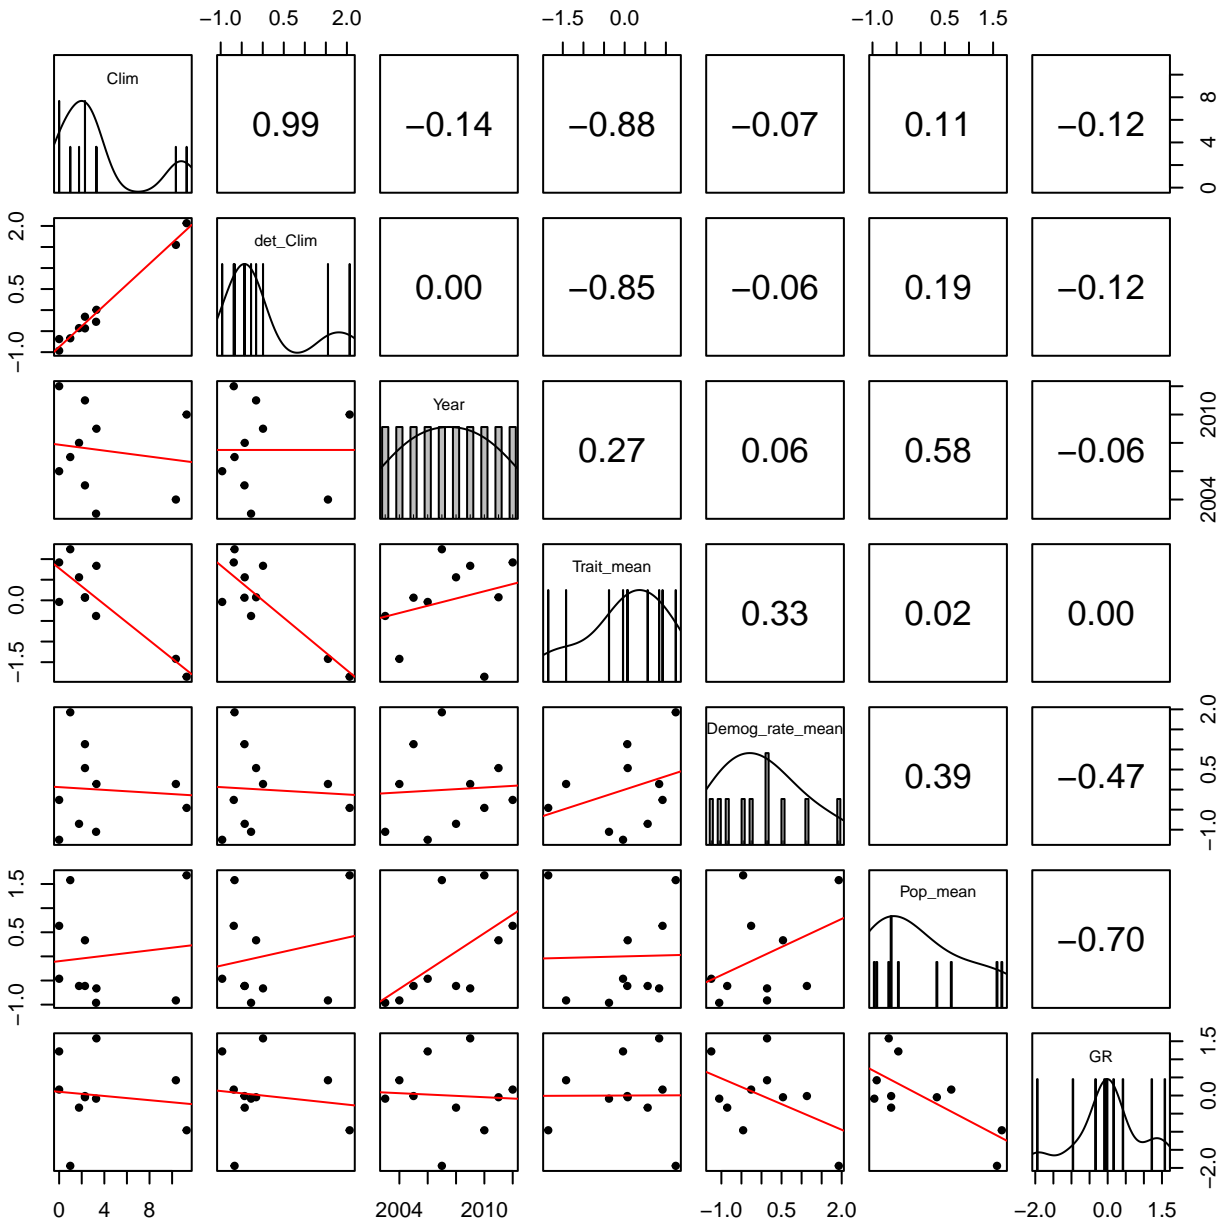 −1.0 0.5 2.0 −1.5 0.0 −1.0 0.5 1.5
Clim
0.99 −0.14 −0.88 −0.07 0.11 −0.12
0 4 8
−1.0 0.5 2.0
det_Clim
0.00 −0.85 −0.06 0.19 −0.12
Year
0.27 0.06 0.58 −0.06
2004 2010
−1.5 0.0
Trait_mean
0.33 0.02 0.00
Demog_rate_mean
0.39 −0.47
−1.0 0.5 2.0
−1.0 0.5 1.5
Pop_mean
−0.70
GR
−2.0 0.0 1.5
0 4 8 2004 2010 −1.0 0.5 2.0 −2.0 0.0 1.5